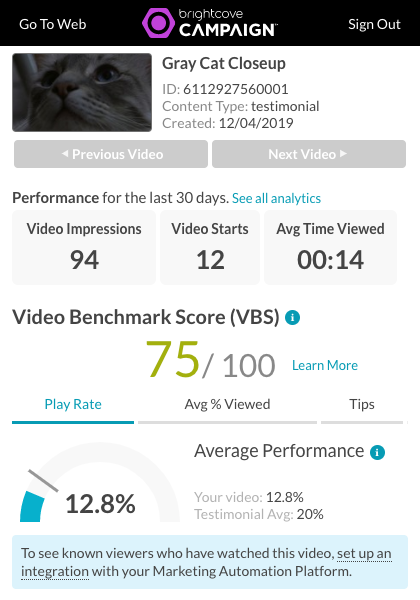 Go To Web
brightcove
CAMPAIGN
Sign Out
Gray Cat Closeup
ID: 6112927560001
Content Type: testimonial
Created: 12/04/2019
Previous Video
Next Video
Performance for the last 30 days. See all analytics
Video Impressions
94
Video Starts
12
Avg Time Viewed
00:14
Video Benchmark Score (VBS)
75/ 100
Learn More
Play Rate
Avg % Viewed
Tips
12.8%
Average Performance
Your video: 12.8%
Testimonial Avg: 20%
To see known viewers who have watched this video, set up an
integration with your Marketing Automation Platform.